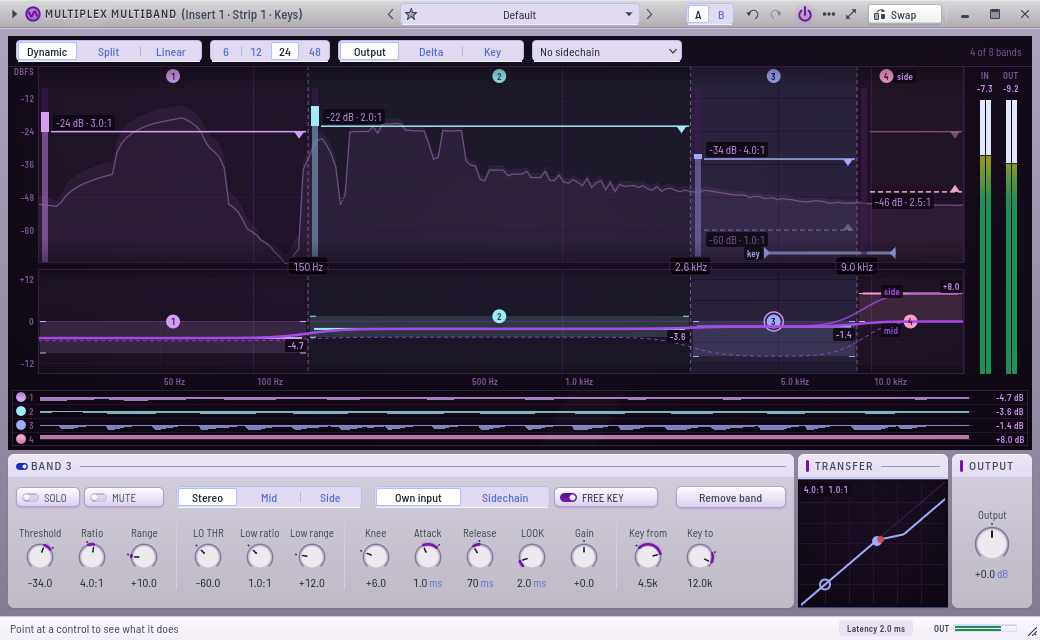 MULTIPLEX MULTIBAND (Insert 1 · Strip 1 · Keys)
Default
A B
Swap
Dynamic Split Linear 6 12 24 48 Output Delta Key No sidechain 4 of 8 bands
DBFS 1 2 3 4 side IN OUT
-7.3 -9.2
-12
-24 dB · 3.0:1 -22 dB · 2.0:1
-24
-34 dB · 4.0:1
-36
-48 -46 dB · 2.5:1
-60 -60 dB · 1.0:1
key
150 Hz 2.6 kHz 9.0 kHz
+12 +8.0
side
0 1 2 3 4
mid
-4.7 -3.6 -1.4
-12
50 Hz 100 Hz 500 Hz 1.0 kHz 5.0 kHz 10.0 kHz
1 -4.7 dB
2 -3.6 dB
3 -1.4 dB
4 +8.0 dB
BAND 3
SOLO MUTE Stereo Mid Side Own input Sidechain FREE KEY Remove band
Threshold Ratio Range LO THR Low ratio Low range Knee Attack Release LOOK Gain Key from Key to
-34.0 4.0:1 +10.0 -60.0 1.0:1 +12.0 +6.0 1.0 ms 70 ms 2.0 ms +0.0 4.5k 12.0k
TRANSFER
4.0:1 1.0:1
OUTPUT
Output
+0.0 dB
Point at a control to see what it does
Latency 2.0 ms OUT